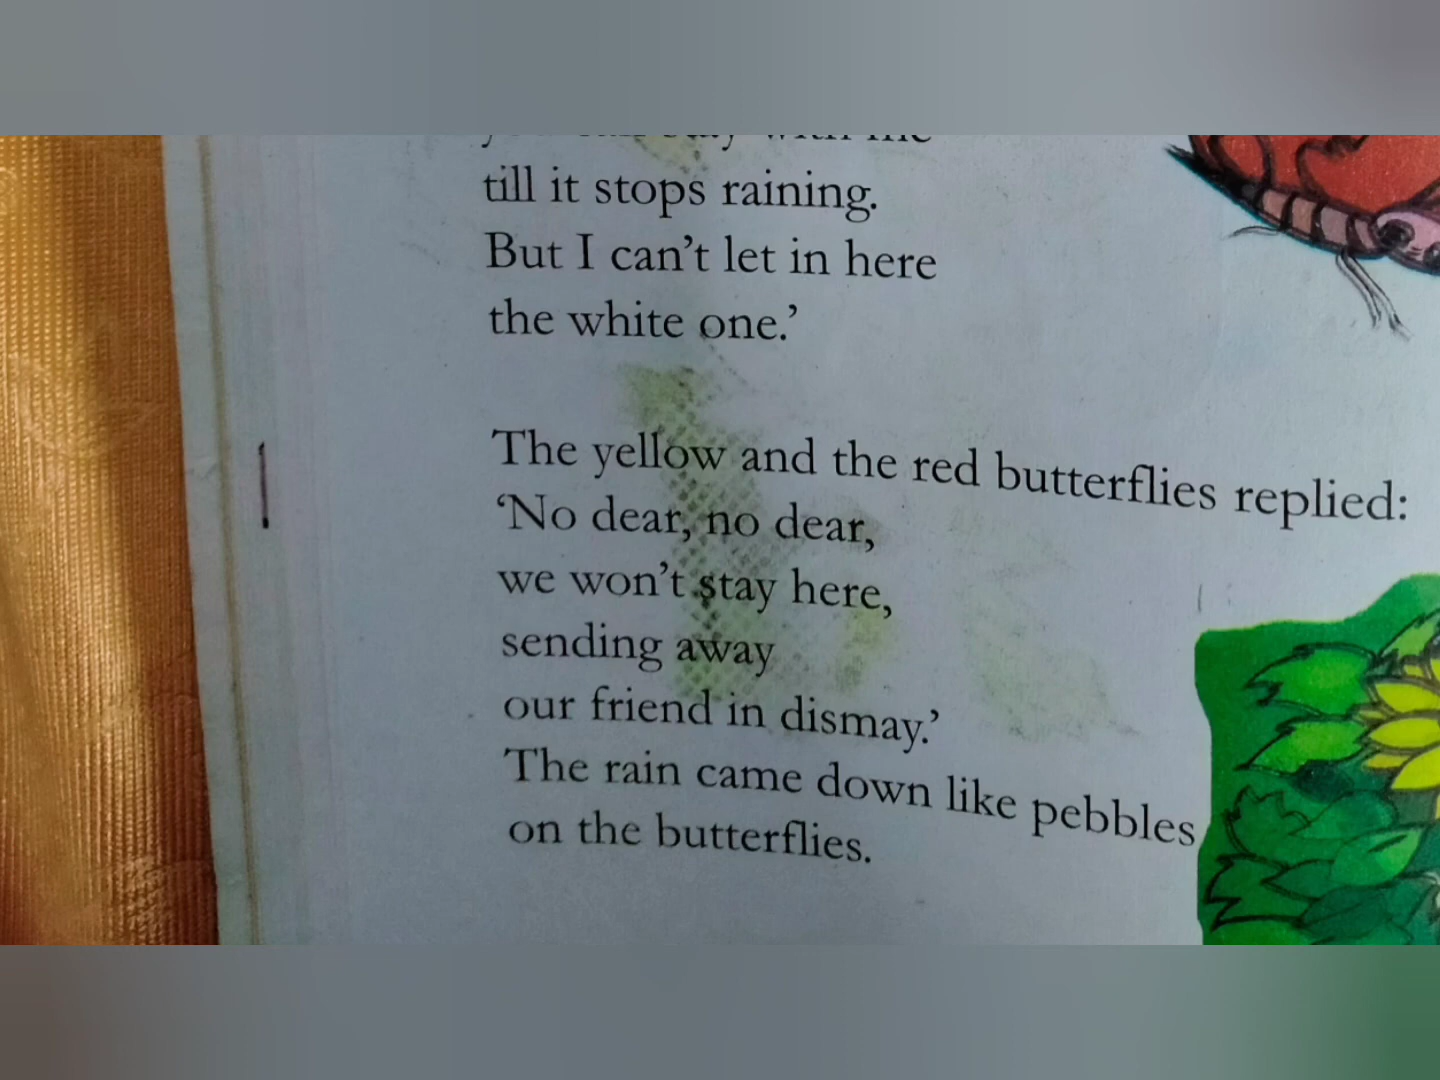 with me
till it stops raining.
But I can’t let in here
the white one.’
The yellow and the red butterflies replied:
‘No dear, no dear,
we won’t stay here,
sending away
our friend in dismay.’
The rain came down like pebbles
on the butterflies.